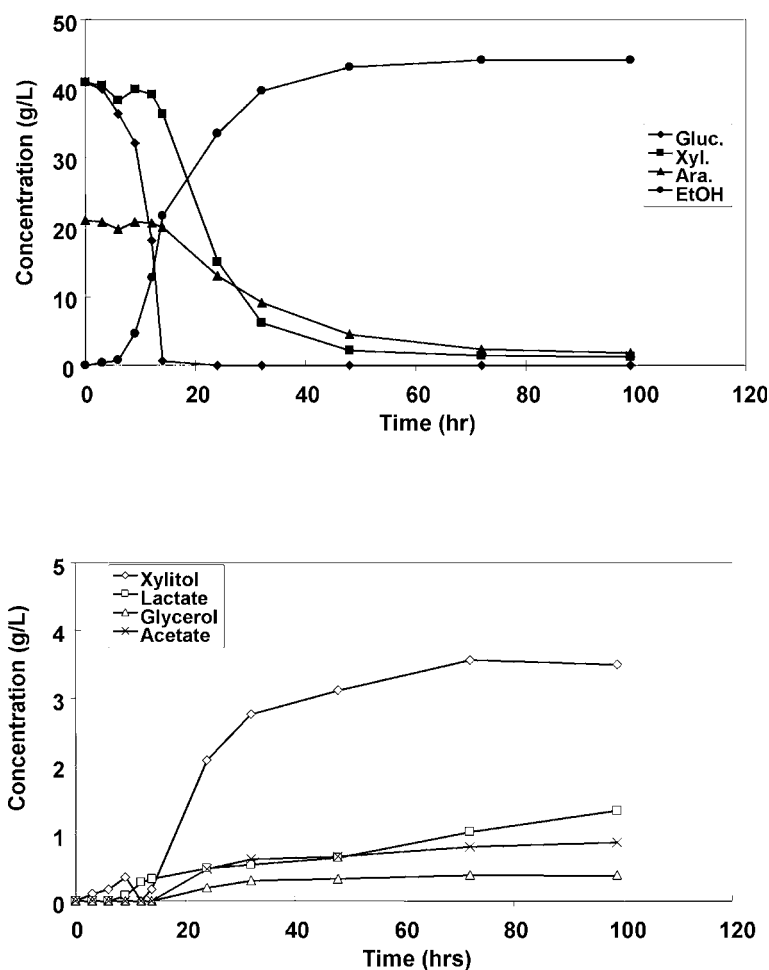 50
40
30
20
10
0
Concentration (g/L)
Gluc.
Xyl.
Ara.
EtOH
0 20 40 60 80 100 120
Time (hr)
5
4
3
2
1
0
Concentration (g/L)
Xylitol
Lactate
Glycerol
Acetate
0 20 40 60 80 100 120
Time (hrs)